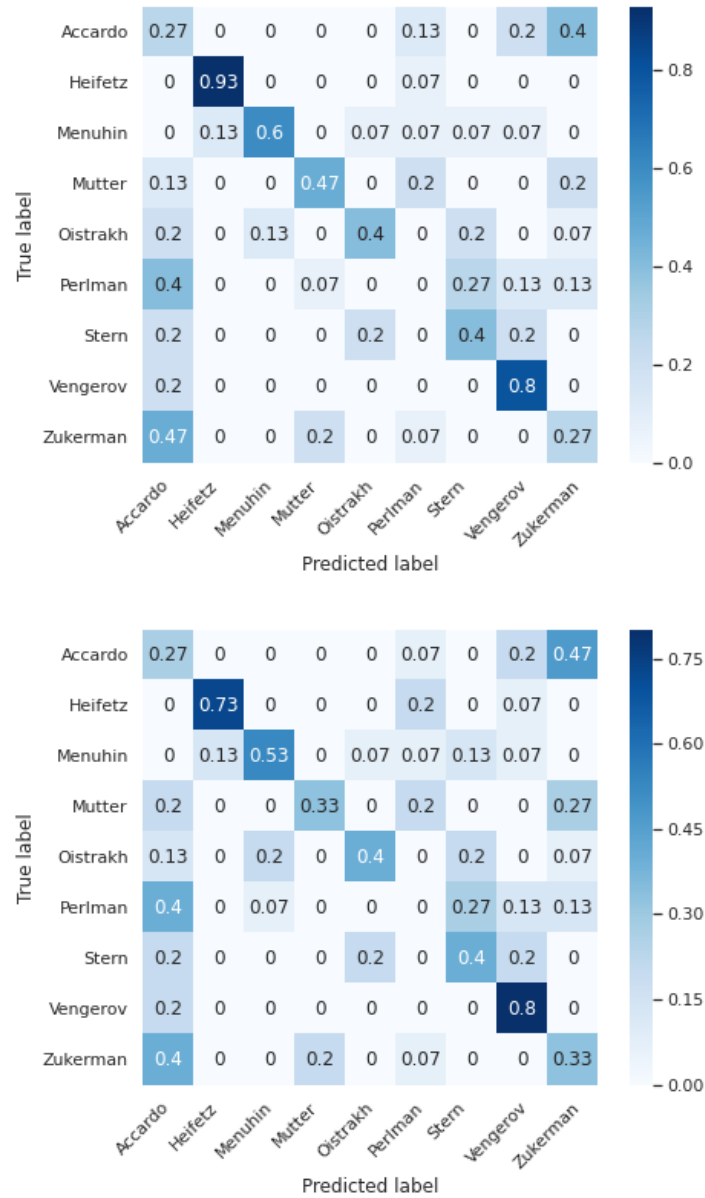 Accardo 0.27 0 0 0 0 0.13 0 0.2 0.4
Heifetz 0 0.93 0 0 0 0.07 0 0 0
Menuhin 0 0.13 0.6 0 0.07 0.07 0.07 0.07 0
Mutter 0.13 0 0 0.47 0 0.2 0 0 0.2
Oistrakh 0.2 0 0.13 0 0.4 0 0.2 0 0.07
Perlman 0.4 0 0 0.07 0 0 0.27 0.13 0.13
Stern 0.2 0 0 0 0.2 0 0.4 0.2 0
Vengerov 0.2 0 0 0 0 0 0 0.8 0
Zukerman 0.47 0 0 0.2 0 0.07 0 0 0.27
True label
Accardo Heifetz Menuhin Mutter Oistrakh Perlman Stern Vengerov Zukerman
Predicted label
0.8
0.6
0.4
0.2
0.0
Accardo 0.27 0 0 0 0 0.07 0 0.2 0.47
Heifetz 0 0.73 0 0 0 0.2 0 0.07 0
Menuhin 0 0.13 0.53 0 0.07 0.07 0.13 0.07 0
Mutter 0.2 0 0 0.33 0 0.2 0 0 0.27
Oistrakh 0.13 0 0.2 0 0.4 0 0.2 0 0.07
Perlman 0.4 0 0.07 0 0 0 0.27 0.13 0.13
Stern 0.2 0 0 0 0.2 0 0.4 0.2 0
Vengerov 0.2 0 0 0 0 0 0 0.8 0
Zukerman 0.4 0 0 0.2 0 0.07 0 0 0.33
True label
Accardo Heifetz Menuhin Mutter Oistrakh Perlman Stern Vengerov Zukerman
Predicted label
0.75
0.60
0.45
0.30
0.15
0.00